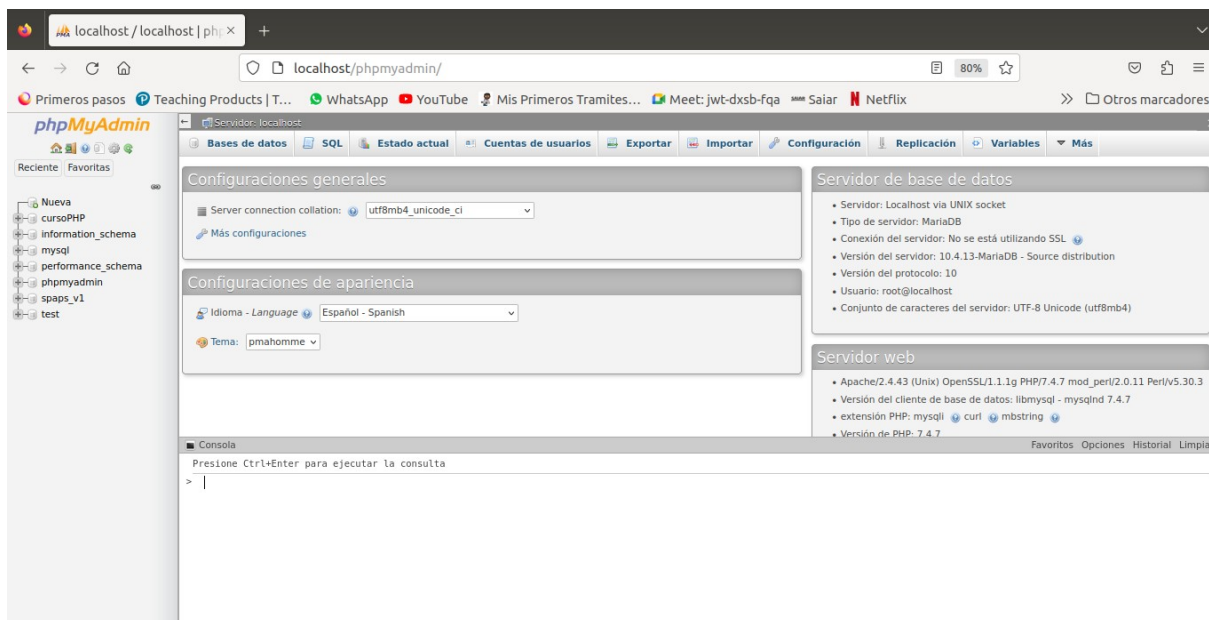 localhost / localhost | php
localhost/phpmyadmin/
80%
Primeros pasos
Teaching Products | T...
WhatsApp
YouTube
Mis Primeros Tramites...
Meet: jwt-dxsb-fqa
Saiar
Netflix
Otros marcadores
phpMyAdmin
Reciente Favoritas
Nueva
cursoPHP
information_schema
mysql
performance_schema
phpmyadmin
spaps_v1
test
Servidor: localhost
Bases de datos SQL Estado actual Cuentas de usuarios Exportar Importar Configuración Replicación Variables Más
Configuraciones generales
Server connection collation: utf8mb4_unicode_ci
Más configuraciones
Configuraciones de apariencia
Idioma - Language Español - Spanish
Tema: pmahomme
Servidor de base de datos
• Servidor: Localhost via UNIX socket
• Tipo de servidor: MariaDB
• Conexión del servidor: No se está utilizando SSL
• Versión del servidor: 10.4.13-MariaDB - Source distribution
• Versión del protocolo: 10
• Usuario: root@localhost
• Conjunto de caracteres del servidor: UTF-8 Unicode (utf8mb4)
Servidor web
• Apache/2.4.43 (Unix) OpenSSL/1.1.1g PHP/7.4.7 mod_perl/2.0.11 Perl/v5.30.3
• Versión del cliente de base de datos: libmysql - mysqlnd 7.4.7
• extensión PHP: mysqli curl mbstring
• Versión de PHP: 7.4.7
Consola
Favoritos Opciones Historial Limpia
Presione Ctrl+Enter para ejecutar la consulta
>